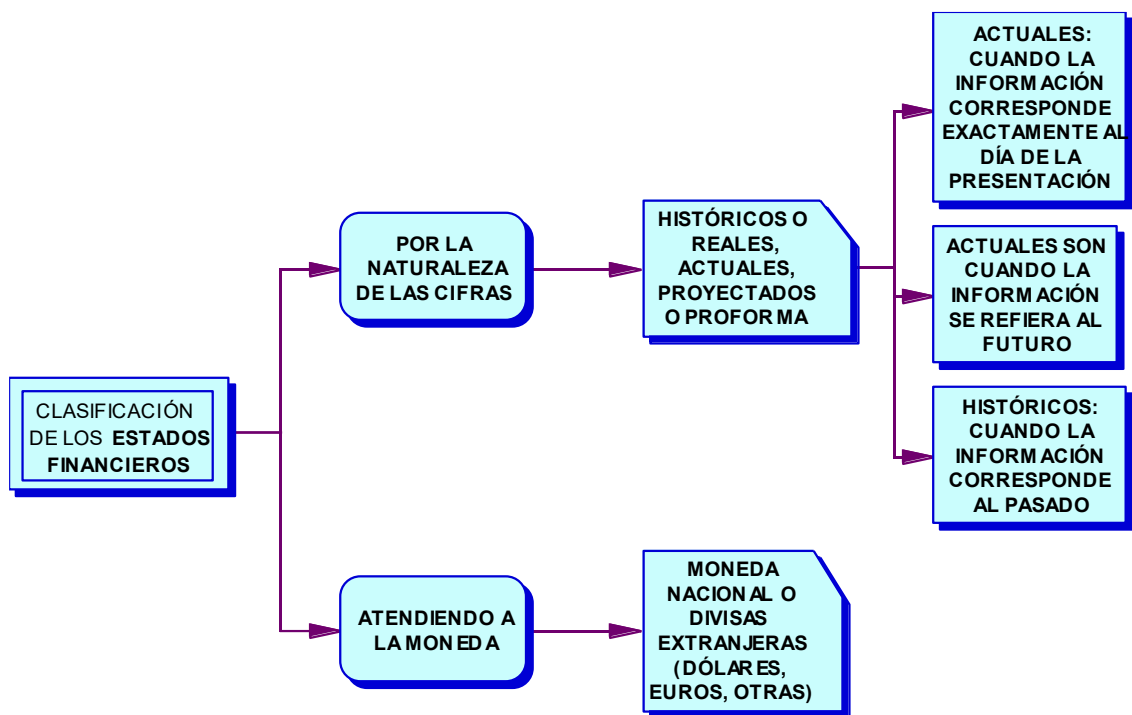 CLASIFICACIÓN
DE LOS ESTADOS
FINANCIEROS
POR LA
NATURALEZA
DE LAS CIFRAS
HISTÓRICOS O
REALES,
ACTUALES,
PROYECTADOS
O PROFORMA
ACTUALES:
CUANDO LA
INFORMACIÓN
CORRESPONDE
EXACTAMENTE AL
DÍA DE LA
PRESENTACIÓN
ACTUALES SON
CUANDO LA
INFORMACIÓN
SE REFIERA AL
FUTURO
HISTÓRICOS:
CUANDO LA
INFORMACIÓN
CORRESPONDE
AL PASADO
ATENDIENDO A
LA MONEDA
MONEDA
NACIONAL O
DIVISAS
EXTRANJERAS
(DÓLARES,
EUROS, OTRAS)